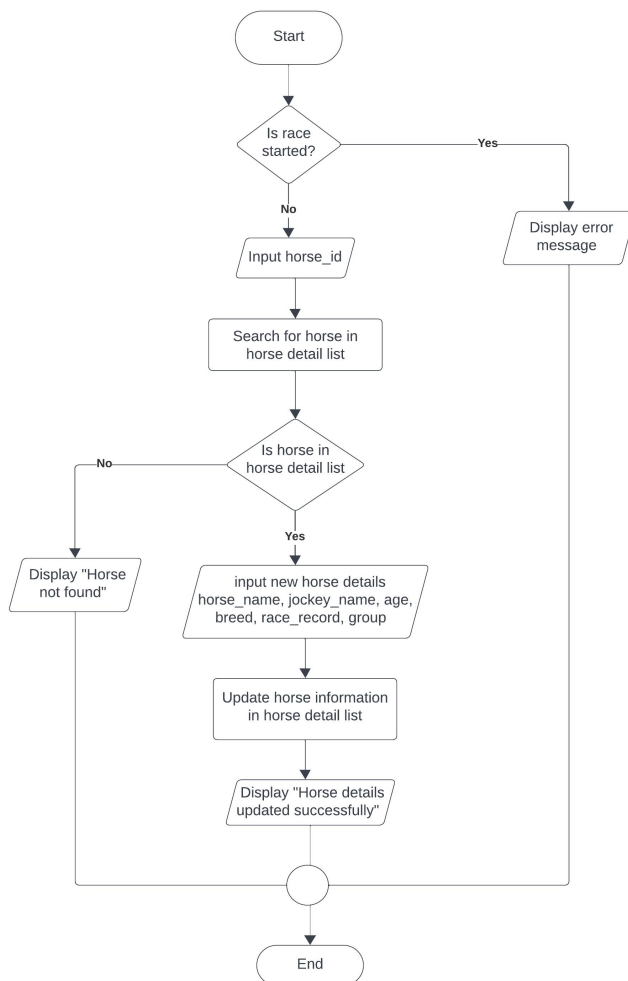 Start
Is race
started?
Yes
No
Display error
message
Input horse_id
Search for horse in
horse detail list
Is horse in
horse detail list
No
Yes
Display "Horse
not found"
input new horse details
horse_name, jockey_name, age,
breed, race_record, group
Update horse information
in horse detail list
Display "Horse details
updated successfully"
End